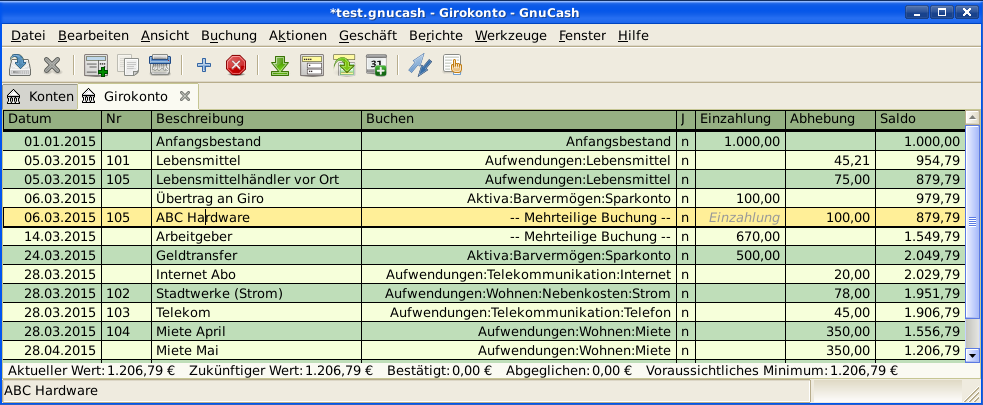 *test.gnucash - Girokonto - GnuCash
Datei Bearbeiten Ansicht Buchung Aktionen Geschäft Berichte Werkzeuge Fenster Hilfe
31
Konten Girokonto
Datum Nr Beschreibung Buchen J Einzahlung Abhebung Saldo
01.01.2015 Anfangsbestand Anfangsbestand n 1.000,00 1.000,00
05.03.2015 101 Lebensmittel Aufwendungen:Lebensmittel n 45,21 954,79
05.03.2015 105 Lebensmittelhändler vor Ort Aufwendungen:Lebensmittel n 75,00 879,79
06.03.2015 Übertrag an Giro Aktiva:Barvermögen:Sparkonto n 100,00 979,79
06.03.2015 105 ABC Hardware -- Mehrteilige Buchung -- n Einzahlung 100,00 879,79
14.03.2015 Arbeitgeber -- Mehrteilige Buchung -- n 670,00 1.549,79
24.03.2015 Geldtransfer Aktiva:Barvermögen:Sparkonto n 500,00 2.049,79
28.03.2015 Internet Abo Aufwendungen:Telekommunikation:Internet n 20,00 2.029,79
28.03.2015 102 Stadtwerke (Strom) Aufwendungen:Wohnen:Nebenkosten:Strom n 78,00 1.951,79
28.03.2015 103 Telekom Aufwendungen:Telekommunikation:Telefon n 45,00 1.906,79
28.03.2015 104 Miete April Aufwendungen:Wohnen:Miete n 350,00 1.556,79
28.04.2015 Miete Mai Aufwendungen:Wohnen:Miete n 350,00 1.206,79
Aktueller Wert: 1.206,79 € Zukünftiger Wert: 1.206,79 € Bestätigt: 0,00 € Abgeglichen: 0,00 € Voraussichtliches Minimum: 1.206,79 €
ABC Hardware